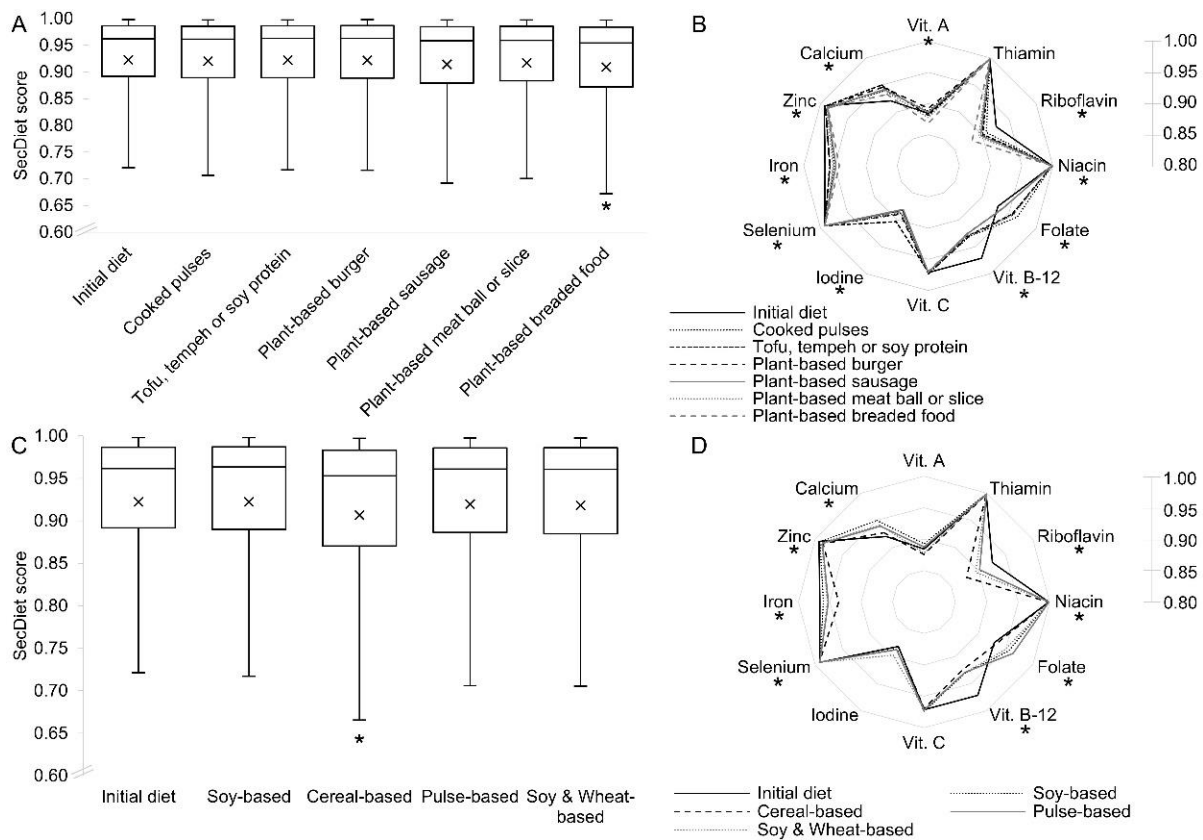 A
SecDiet score
1.00
0.95
0.90
0.85
0.80
0.75
0.70
0.65
0.60
*
Initial diet
Cooked pulses
Tofu, tempeh or soy protein
Plant-based burger
Plant-based sausage
Plant-based meat ball or slice
Plant-based breaded food
B
Vit. A
*
Thiamin
Riboflavin
*
Niacin
*
Folate
*
Vit. B-12
*
Vit. C
Iodine
*
Selenium
*
Iron
*
Zinc
*
Calcium
*
1.00
0.95
0.90
0.85
0.80
Initial diet
Cooked pulses
Tofu, tempeh or soy protein
Plant-based burger
Plant-based sausage
Plant-based meat ball or slice
Plant-based breaded food
C
SecDiet score
1.00
0.95
0.90
0.85
0.80
0.75
0.70
0.65
0.60
*
Initial diet
Soy-based
Cereal-based
Pulse-based
Soy & Wheat-
based
D
Vit. A
Thiamin
Riboflavin
*
Niacin
*
Folate
*
Vit. B-12
*
Vit. C
Iodine
Selenium
*
Iron
*
Zinc
*
Calcium
*
1.00
0.95
0.90
0.85
0.80
Initial diet
Soy-based
Cereal-based
Pulse-based
Soy & Wheat-based